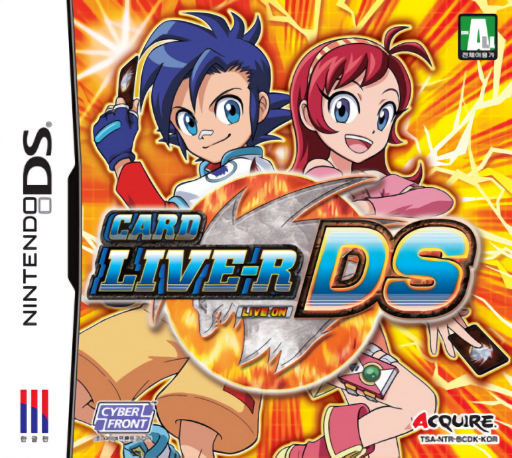 NINTENDO DS
A
전체이용가
CARD
LIVE-R DS
LIVE-ON
한글판
CYBER
FRONT
ACQUIRE
TSA-NTR-BCDK-KOR